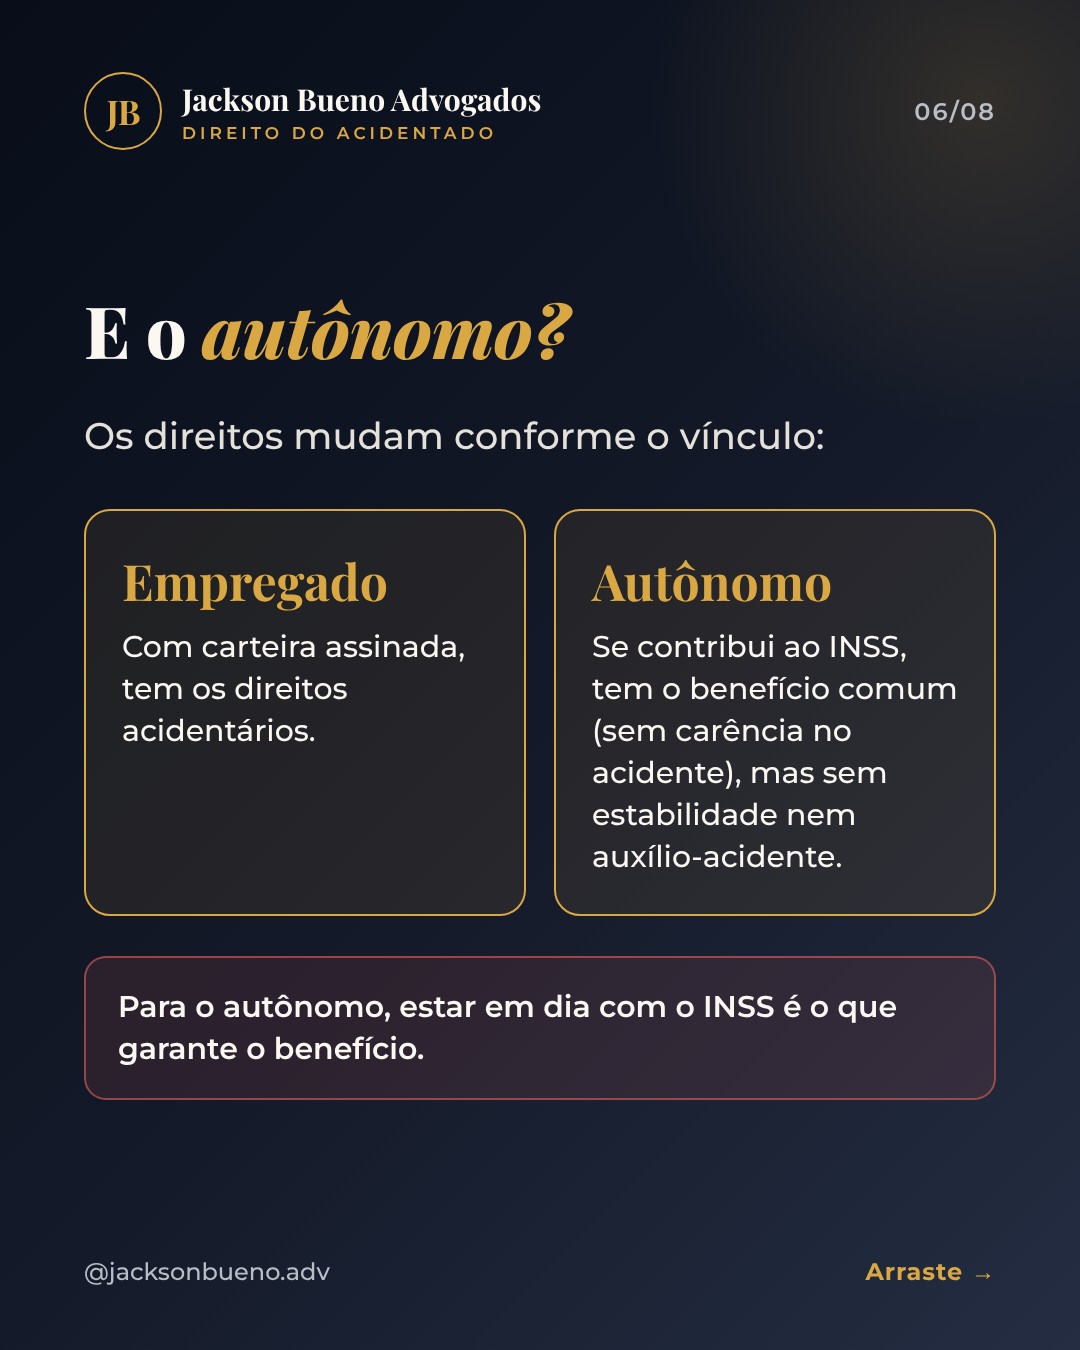 JB
Jackson Bueno Advogados
DIREITO DO ACIDENTADO
06/08
E o autônomo?
Os direitos mudam conforme o vínculo:
Empregado
Com carteira assinada,
tem os direitos
acidentários.
Autônomo
Se contribui ao INSS,
tem o benefício comum
(sem carência no
acidente), mas sem
estabilidade nem
auxílio-acidente.
Para o autônomo, estar em dia com o INSS é o que
garante o benefício.
@jacksonbueno.adv
Arraste →